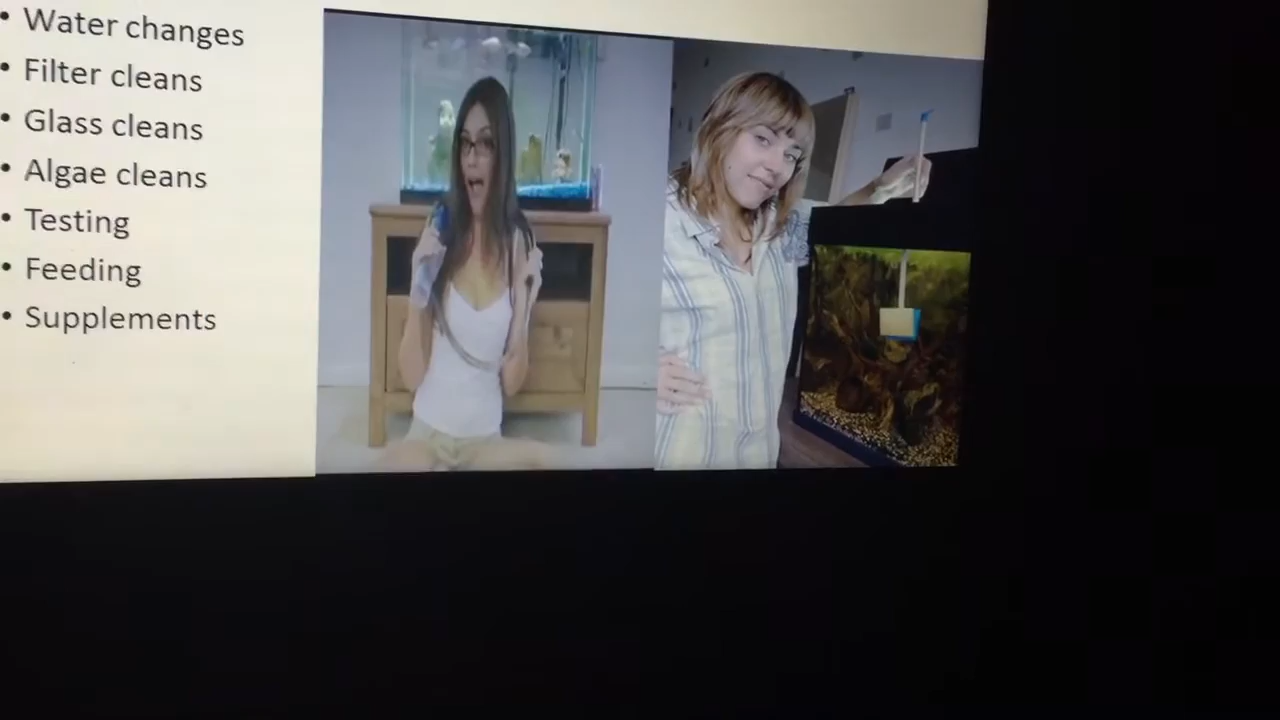 • Water changes
• Filter cleans
• Glass cleans
• Algae cleans
• Testing
• Feeding
• Supplements